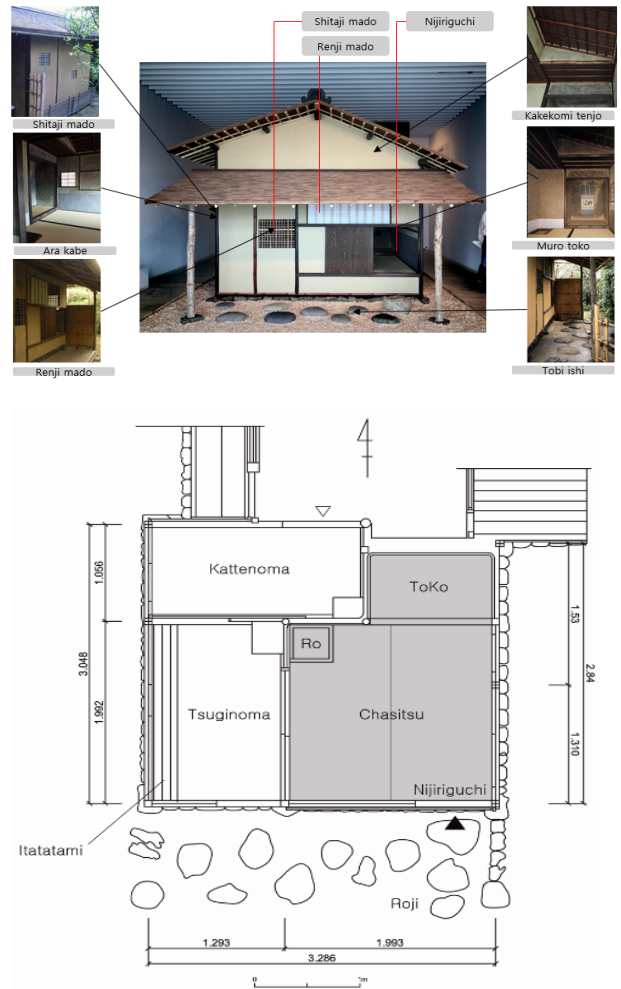 Shitaji mado
Nijiriguchi
Renji mado
Shitaji mado
Kakekomi tenjo
Ara kabe
Muro toko
Renji mado
Tobi ishi
Kattenoma
ToKo
1.056
1.53
Ro
3.048
2.84
1.992
Tsuginoma
Chasitsu
1.310
Nijiriguchi
Itatatami
Roji
1.293
1.993
3.286
0
1m